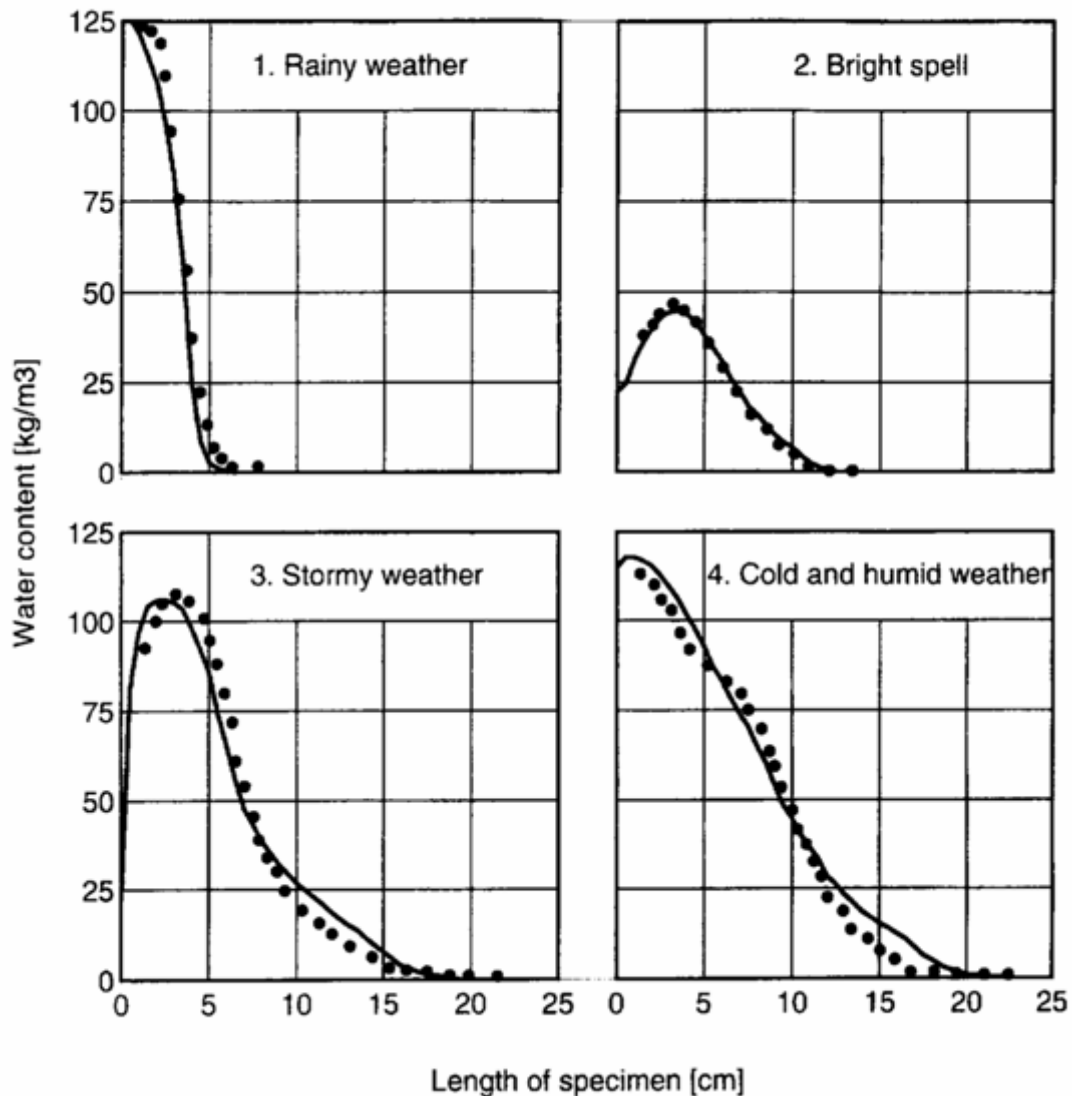 1. Rainy weather
2. Bright spell
125
100
75
50
25
0
3. Stormy weather
4. Cold and humid weather
125
100
75
50
25
0
0 5 10 15 20 25
0 5 10 15 20 25
Water content [kg/m3]
Length of specimen [cm]